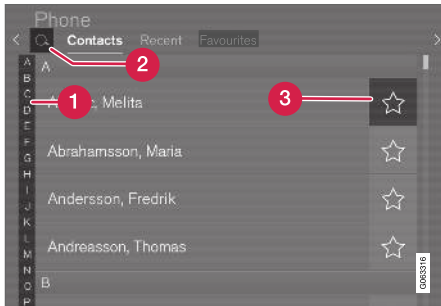 Phone
Contacts Recent Favourites
A
B
C
D
E
F
G
H
I
J
K
L
M
N
O
P
A
2
1
Melita
3
Abrahamsson, Maria
Andersson, Fredrik
Andreasson, Thomas
B
G063316